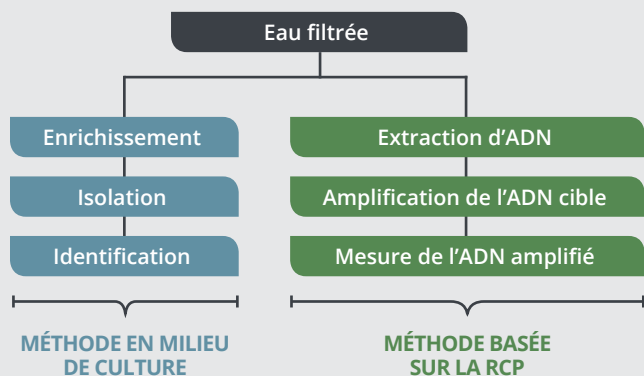 Eau filtrée
Enrichissement
Isolation
Identification
MÉTHODE EN MILIEU
DE CULTURE
Extraction d’ADN
Amplification de l’ADN cible
Mesure de l’ADN amplifié
MÉTHODE BASÉE
SUR LA RCP